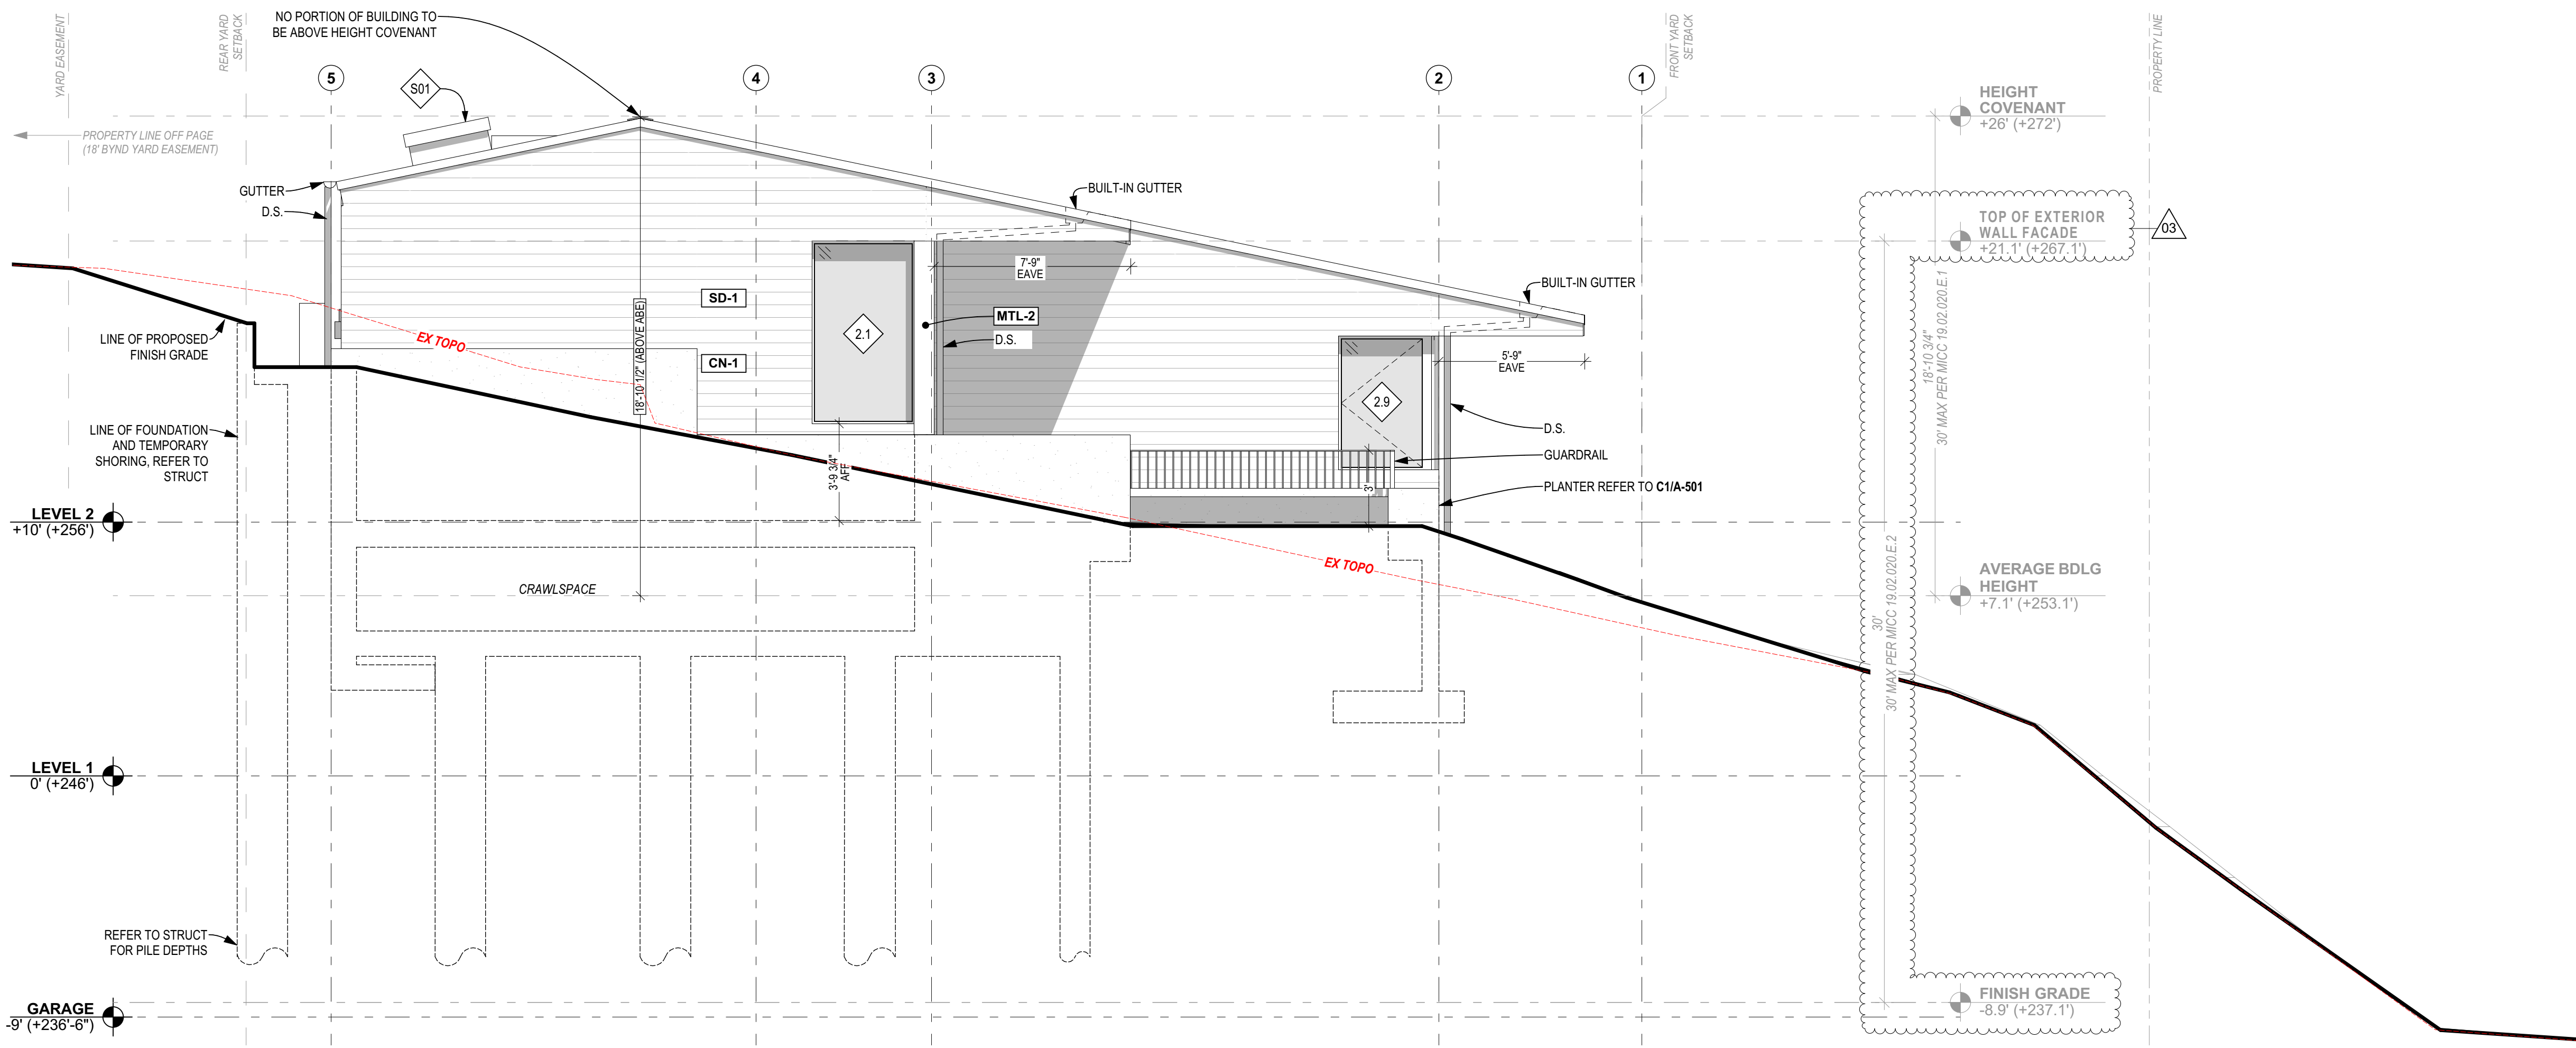 YARD EASEMENT
REAR YARD
SETBACK
NO PORTION OF BUILDING TO
BE ABOVE HEIGHT COVENANT
FRONT YARD
SETBACK
PROPERTY LINE
5
4
3
2
1
S01
HEIGHT
COVENANT
+26' (+272')
PROPERTY LINE OFF PAGE
(18' BYND YARD EASEMENT)
GUTTER
D.S.
BUILT-IN GUTTER
TOP OF EXTERIOR
WALL FACADE
+21.1' (+267.1')
03
7'-9"
EAVE
BUILT-IN GUTTER
SD-1
MTL-2
D.S.
2.1
LINE OF PROPOSED
FINISH GRADE
EX TOPO
CN-1
18'-10 1/2" (ABOVE ABE)
5'-9"
EAVE
18'-10 3/4"
30' MAX PER MICC 19.02.020.E.1
2.9
LINE OF FOUNDATION
AND TEMPORARY
SHORING, REFER TO
STRUCT
D.S.
GUARDRAIL
3'-9 3/4"
AFF
3'
PLANTER REFER TO C1/A-501
LEVEL 2
+10' (+256')
EX TOPO
CRAWLSPACE
AVERAGE BDLG
HEIGHT
+7.1' (+253.1')
30'
30' MAX PER MICC 19.02.020.E.2
LEVEL 1
0' (+246')
REFER TO STRUCT
FOR PILE DEPTHS
GARAGE
-9' (+236'-6")
FINISH GRADE
-8.9' (+237.1')